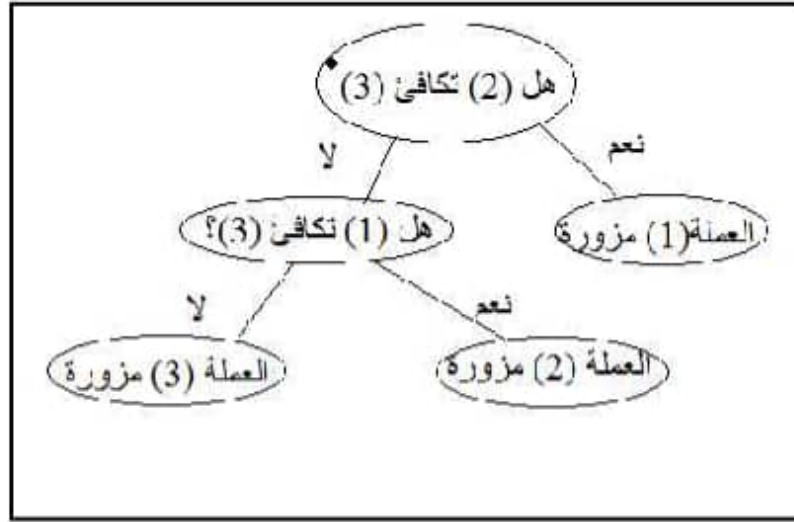 هل (2) تكافئ (3)
لا
نعم
هل (1) تكافئ (3)؟
العملة(1) مزورة
لا
نعم
العملة (3) مزورة
العملة (2) مزورة